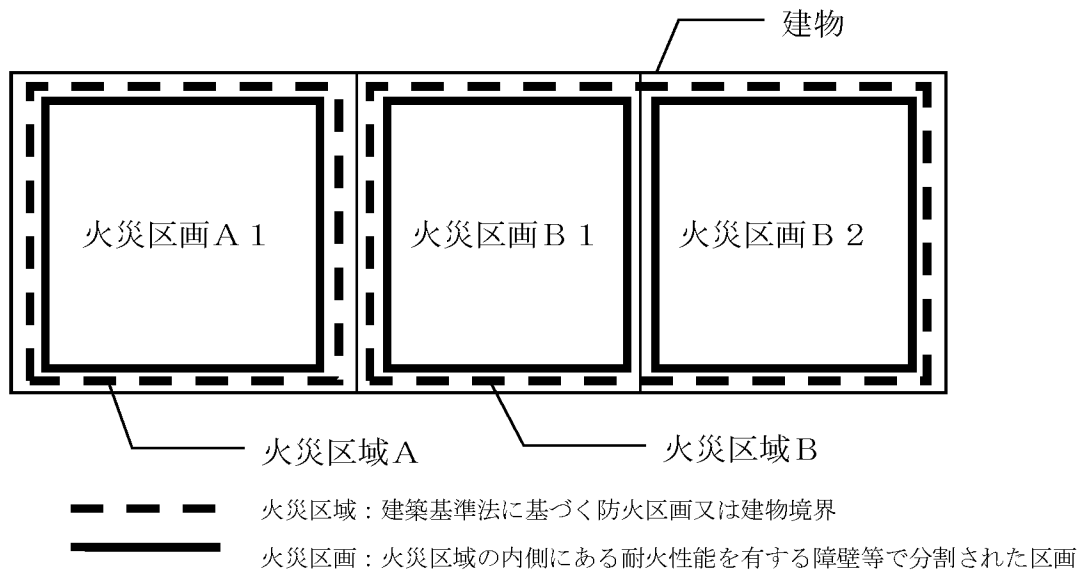 建物
火災区画A1 火災区画B1 火災区画B2
火災区域A 火災区域B
火災区域:建築基準法に基づく防火区画又は建物境界
火災区画:火災区域の内側にある耐火性能を有する障壁等で分割された区画